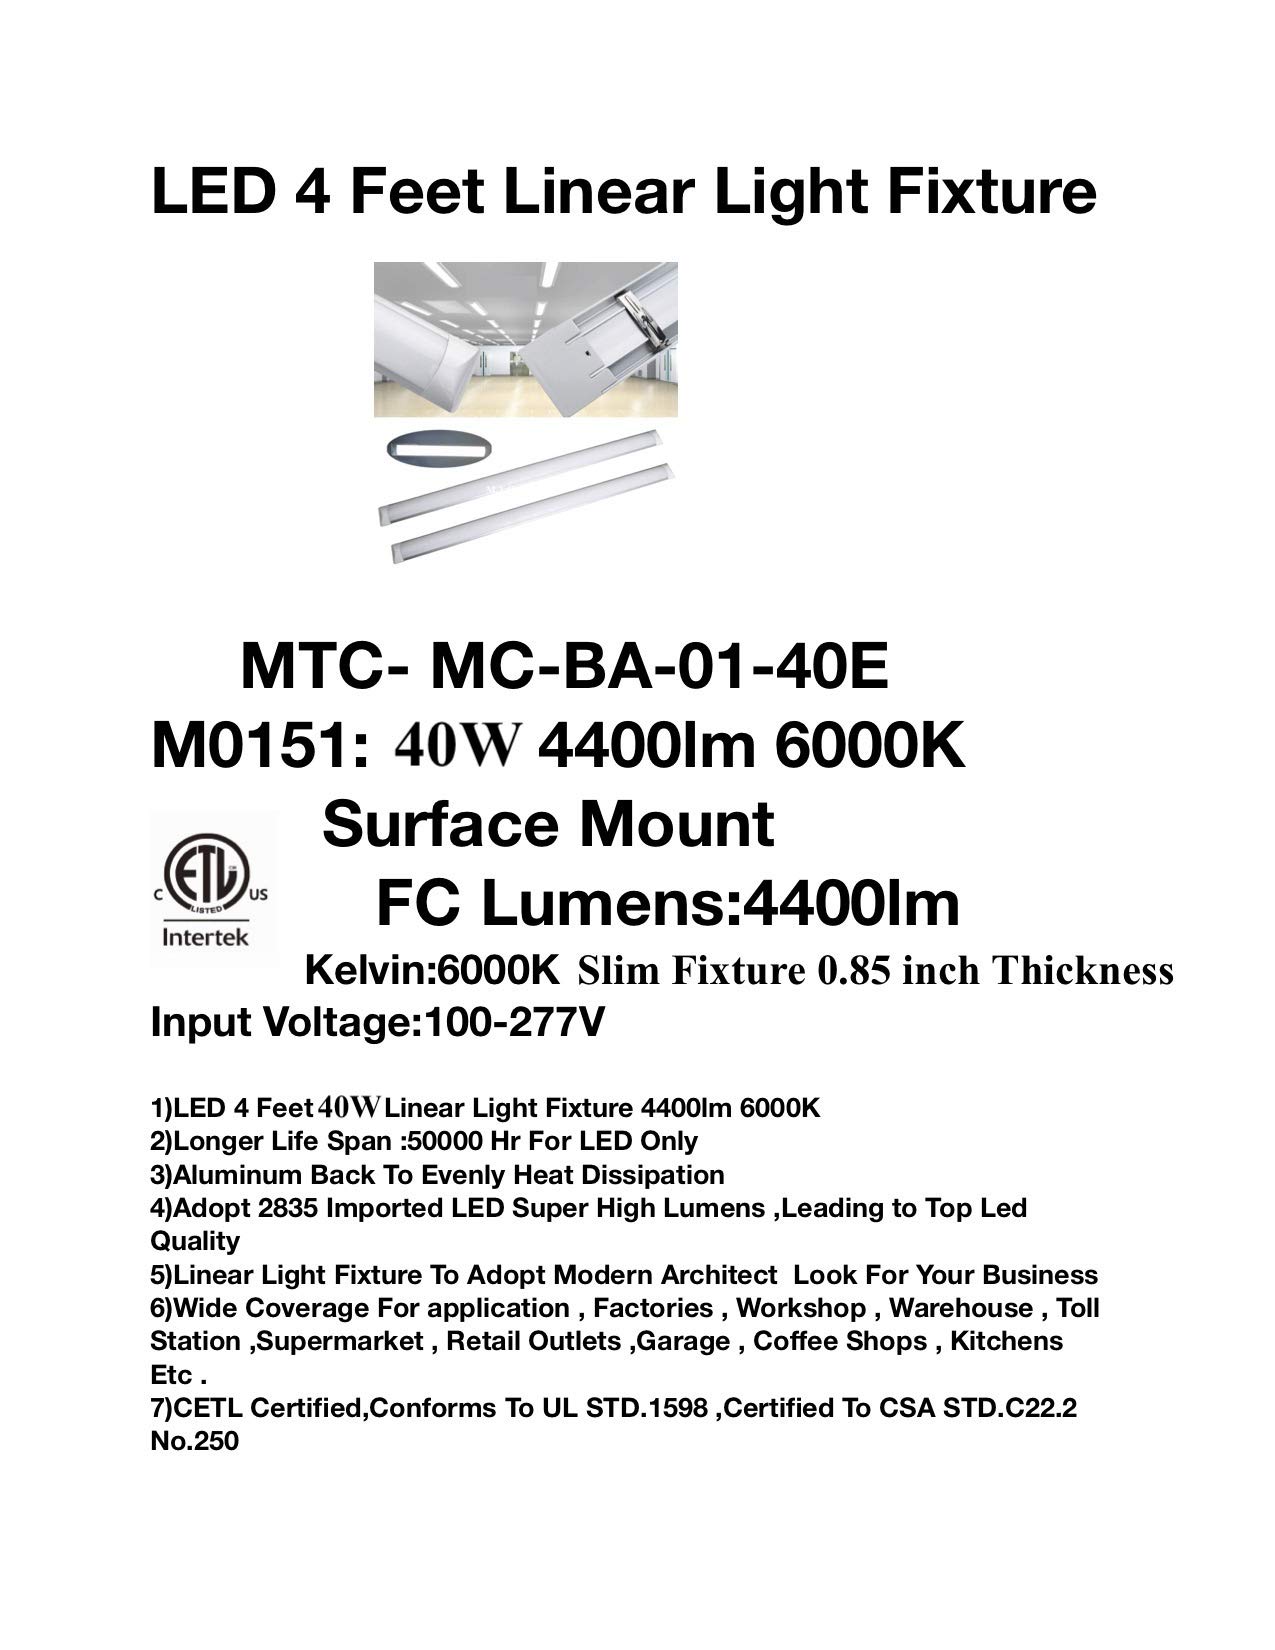 LED 4 Feet Linear Light Fixture
MTC- MC-BA-01-40E
M0151: 40W 4400lm 6000K
Surface Mount
FC Lumens:4400lm
ETL CM
LISTED
C US
Intertek
Kelvin:6000K Slim Fixture 0.85 inch Thickness
Input Voltage:100-277V
1)LED 4 Feet 40W Linear Light Fixture 4400lm 6000K
2)Longer Life Span :50000 Hr For LED Only
3)Aluminum Back To Evenly Heat Dissipation
4)Adopt 2835 Imported LED Super High Lumens ,Leading to Top Led
Quality
5)Linear Light Fixture To Adopt Modern Architect  Look For Your Business
6)Wide Coverage For application , Factories , Workshop , Warehouse , Toll
Station ,Supermarket , Retail Outlets ,Garage , Coffee Shops , Kitchens
Etc .
7)CETL Certified,Conforms To UL STD.1598 ,Certified To CSA STD.C22.2
No.250